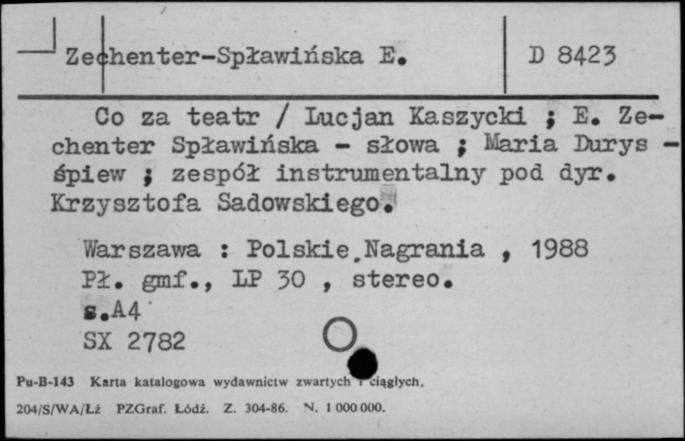 Zechenter-Spławińska E.
D 8423
Co za teatr / Lucjan Kaszycki ; E. Ze-
chenter Spławińska - słowa ; Maria Durys -
śpiew ; zespół instrumentalny pod dyr.
Krzysztofa Sadowskiego.
Warszawa : Polskie Nagrania , 1988
Pł. gmf., LP 30 , stereo.
s.A4
SX 2782
Pu-B-143 Karta katalogowa wydawnictw zwartych i ciągłych.
204/S/WA/Łż PZGraf. Łódź. Z. 304-86. N. 1 000 000.